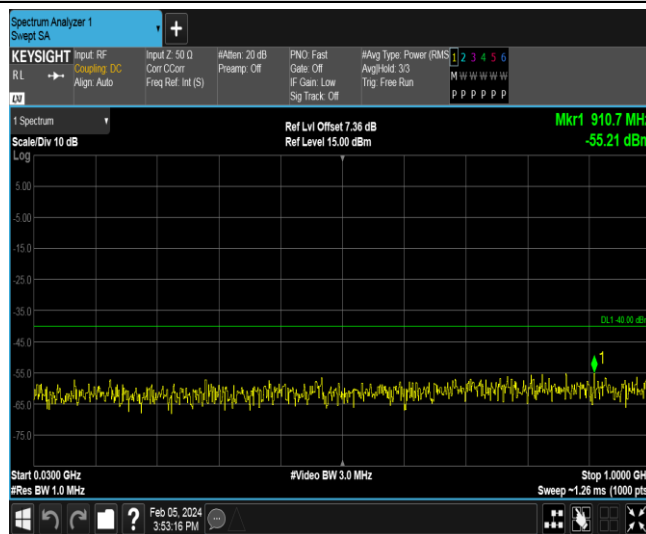 Spectrum Analyzer 1
Swept SA
+
KEYSIGHT Input: RF Input Z: 50 Ω #Atten: 20 dB PNO: Fast #Avg Type: Power (RMS 1 2 3 4 5 6
RL Coupling: DC Corr CCorr Preamp: Off Gate: Off Avg|Hold: 3/3 M W W W W W
Align: Auto Freq Ref: Int (S) IF Gain: Low Trig: Free Run
LXI Sig Track: Off P P P P P P
1 Spectrum Ref Lvl Offset 7.36 dB Mkr1 910.7 MHz
Scale/Div 10 dB Ref Level 15.00 dBm -55.21 dBm
Log
5.00
-5.00
-15.0
-25.0
-35.0
DL1 -40.00 dBm
-45.0
1
-55.0
-65.0
-75.0
Start 0.0300 GHz #Video BW 3.0 MHz Stop 1.0000 GH
#Res BW 1.0 MHz Sweep ~1.26 ms (1000 pts
? Feb 05, 2024
3:53:16 PM